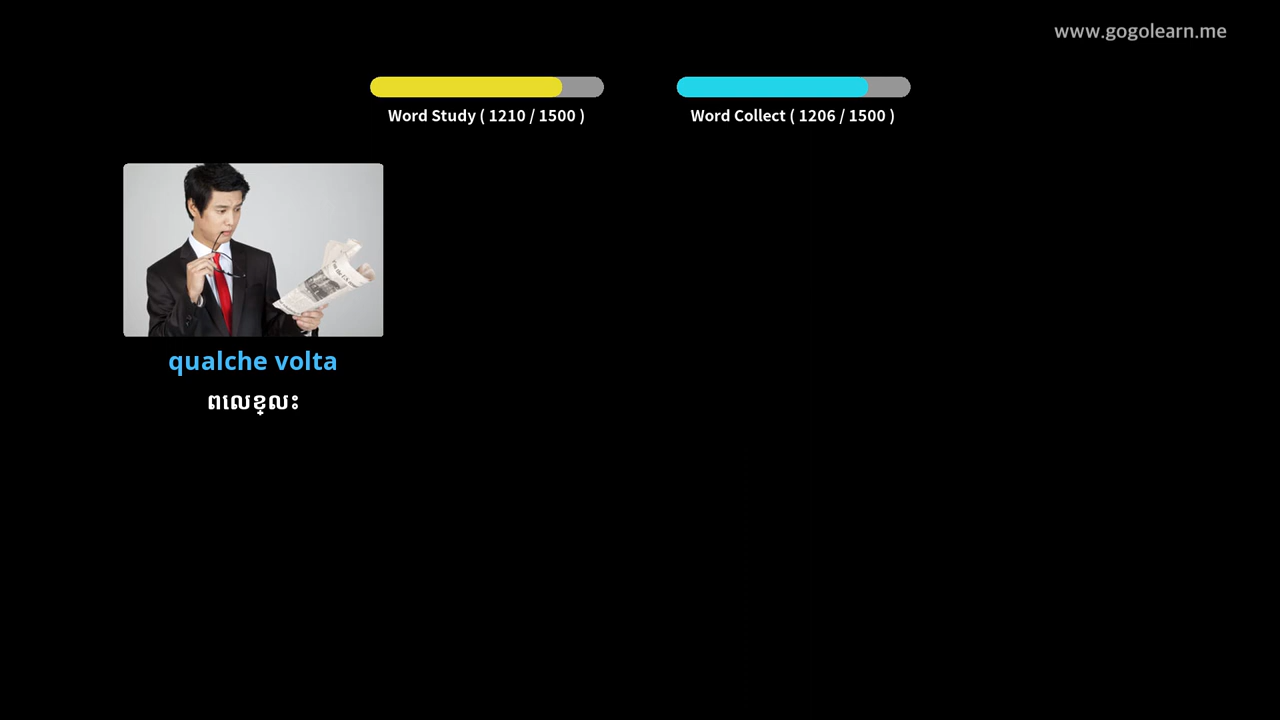 www.gogolearn.me
Word Study ( 1210 / 1500 )
Word Collect ( 1206 / 1500 )
qualche volta
ពលេខ្លះ